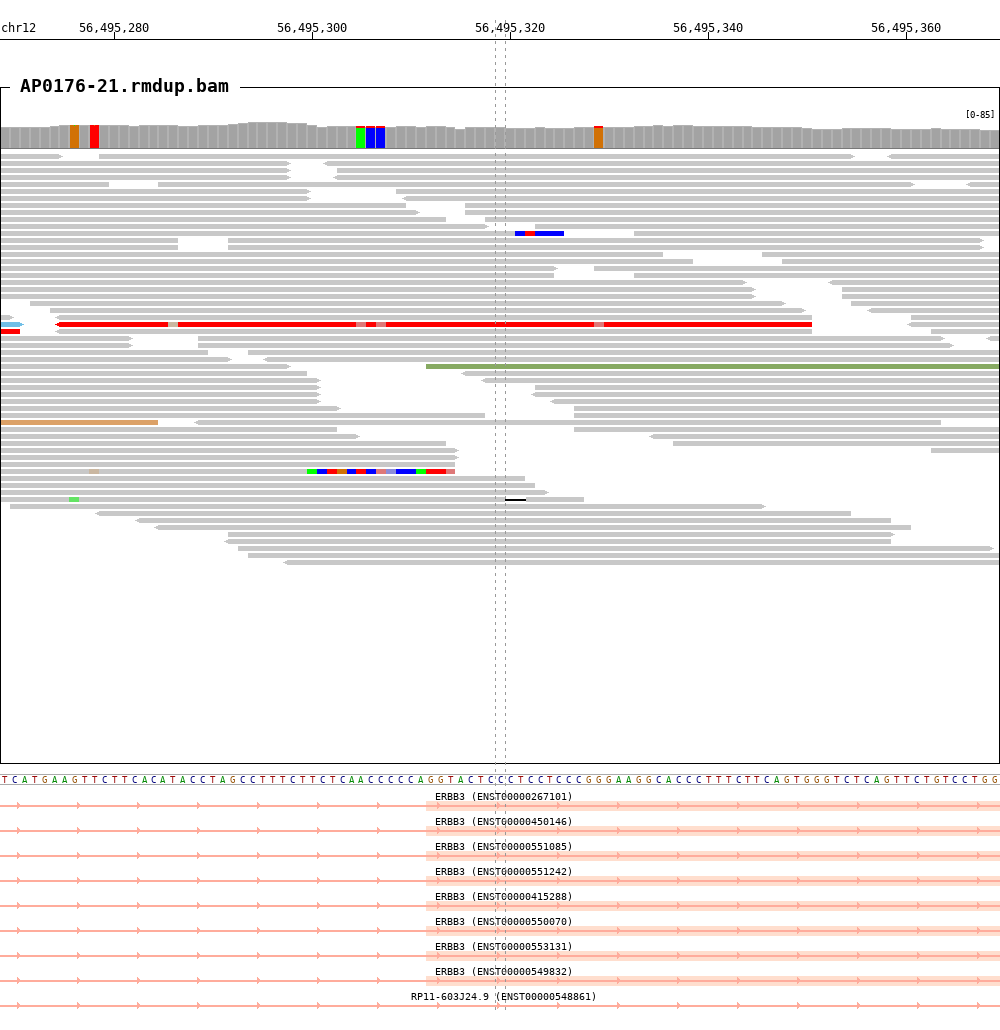 chr12 56,495,280 56,495,300 56,495,320 56,495,340 56,495,360
AP0176-21.rmdup.bam
[0-85]
TCATGAAGTTCTTCACATACCTAGCCTTTCTTCTCAACCCCCAGGTACTCCCTCCTCCCGGGAAGGCACCCTTTCTTCAGTGGGTCTCAGTTCTGTCCTGG
ERBB3 (ENST00000267101)
ERBB3 (ENST00000450146)
ERBB3 (ENST00000551085)
ERBB3 (ENST00000551242)
ERBB3 (ENST00000415288)
ERBB3 (ENST00000550070)
ERBB3 (ENST00000553131)
ERBB3 (ENST00000549832)
RP11-603J24.9 (ENST00000548861)